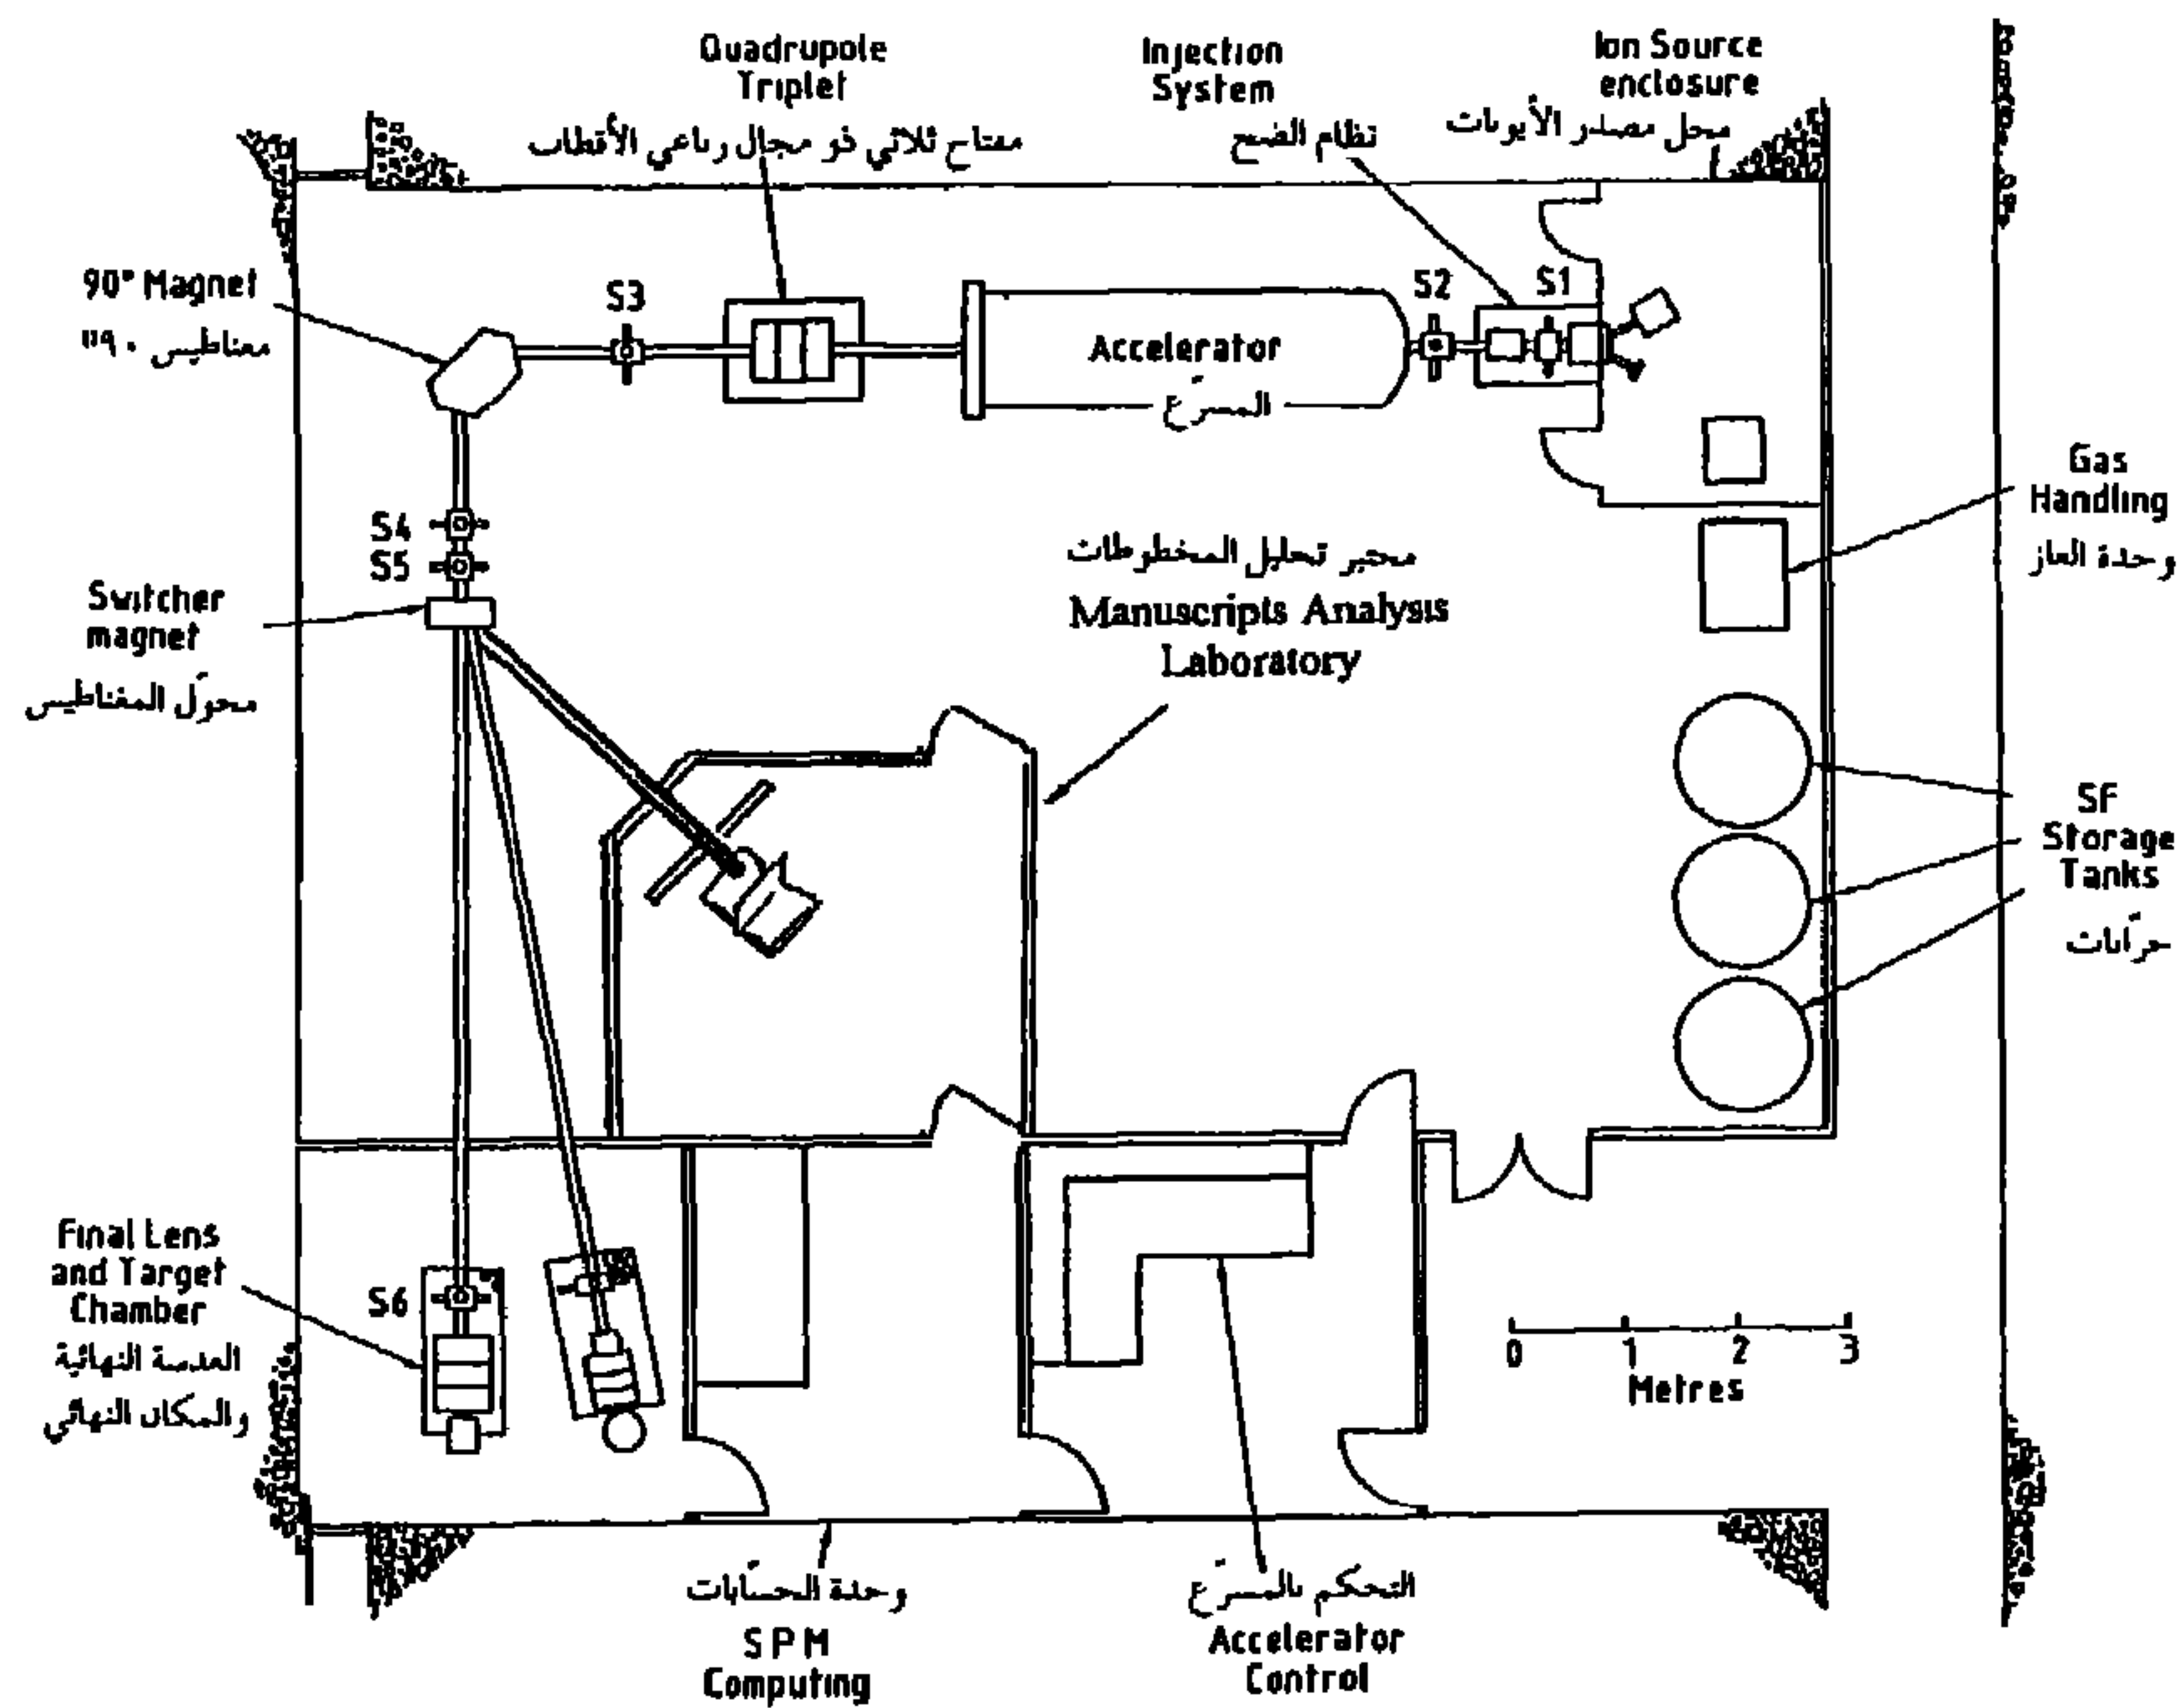 Quadrupole
Triplet
مفتاح ثلاثي ذو مجال رباعي الأقطاب
Injection
System
نظام الضخ
Ion Source
enclosure
محل مصدر الأيونات
90° Magnet
مغناطيس ٩٠°
S3
Accelerator
المسرّع
S2
S1
Gas
Handling
وحدة الغاز
S4
S5
Switcher
magnet
محوّل المغناطيس
مختبر تحليل المخطوطات
Manuscripts Analysis
Laboratory
SF
Storage
Tanks
خزّانات
Final Lens
and Target
Chamber
العدسة النهائية
والمكان النهائي
S6
0 1 2 3
Metres
وحدة الحسّابات
SPM
Computing
التحكّم بالمسرّع
Accelerator
Control